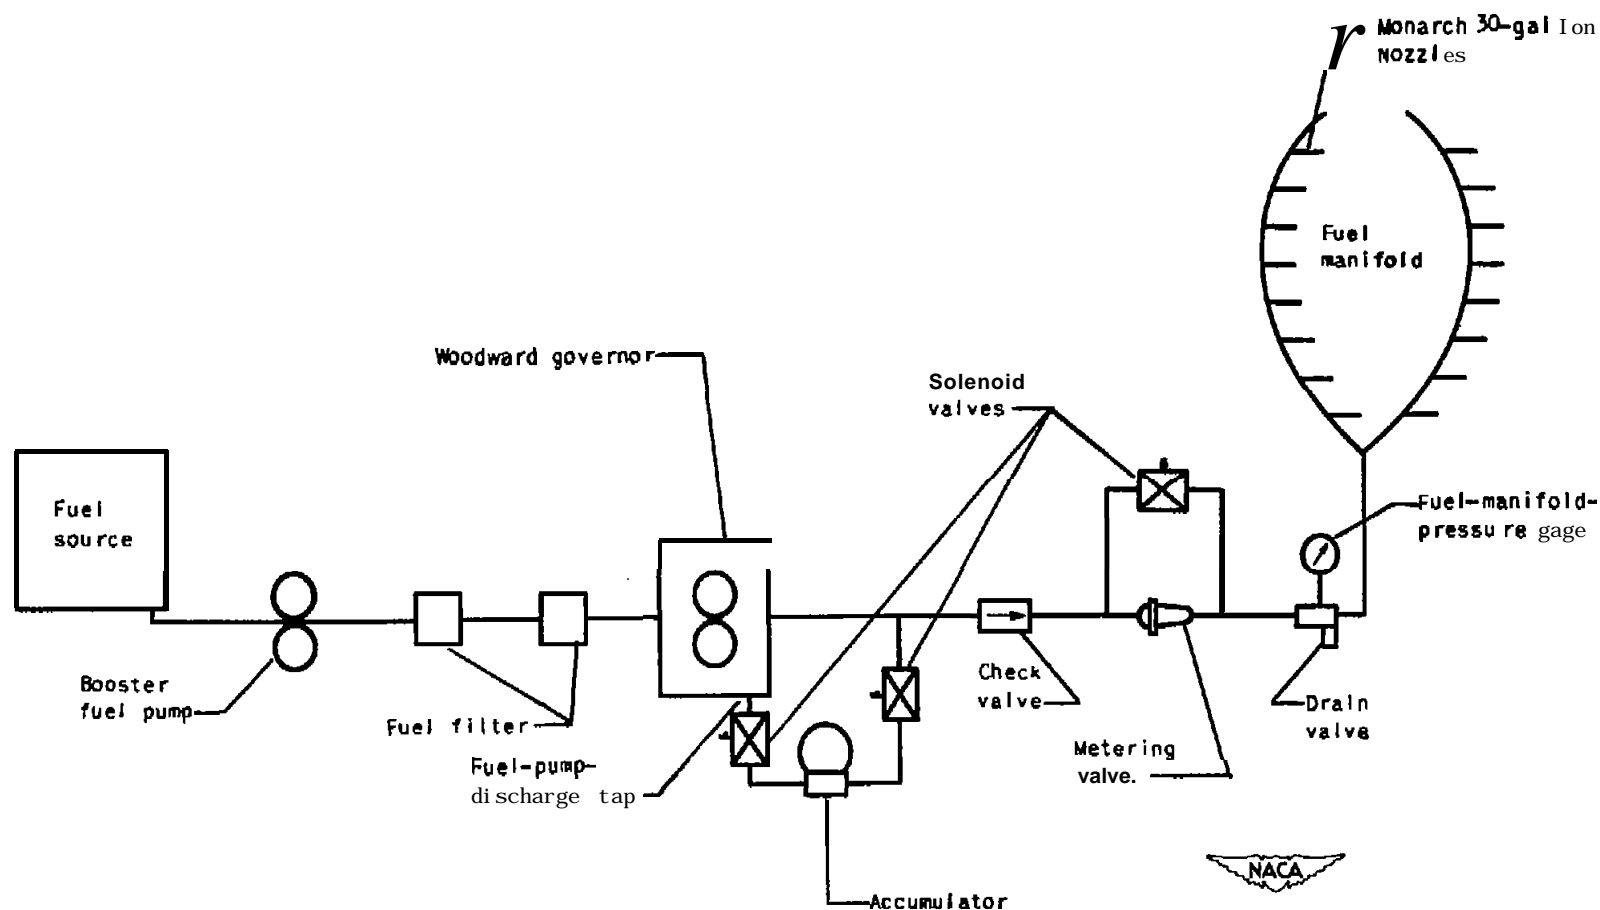 Monarch 30-gallon
Nozzles
Fuel
manifold
Woodward governor
Solenoid
valves
Fuel
source
Fuel-manifold-
pressure gage
Booster
fuel pump
Fuel filter
Check
valve
Drain
valve
Fuel-pump-
discharge tap
Metering
valve.
NACA
Accumulator